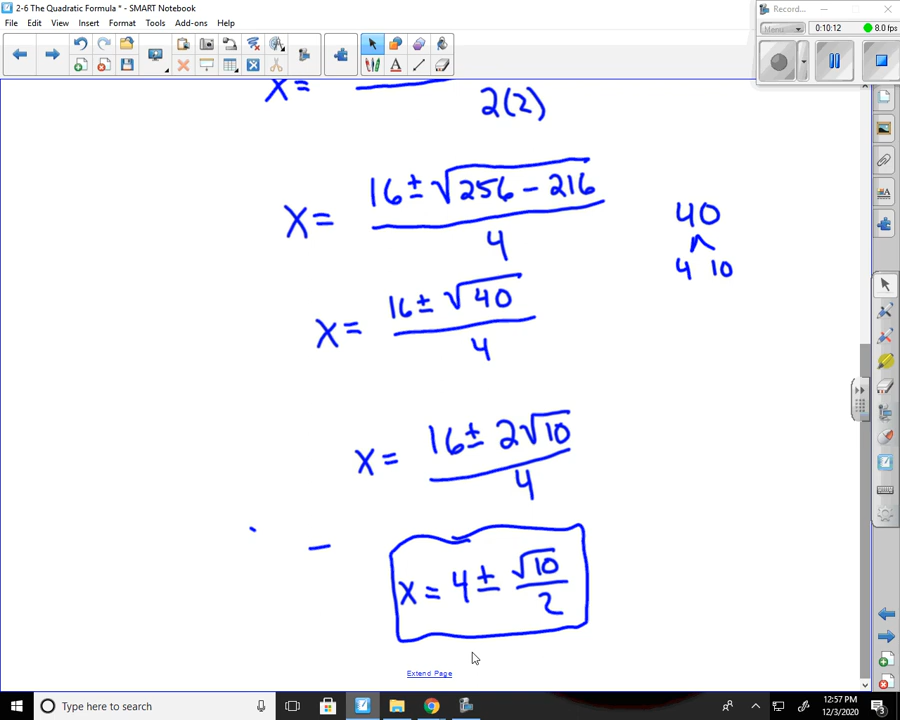 2-6 The Quadratic Formula * - SMART Notebook
Record...
File Edit View Insert Format Tools Add-ons Help
Menu
0:10:12 8.0 fps
x=
2(2)
x= 16±√256-216
4
40
4 10
x= 16±√40
4
x= 16± 2√10
4
x= 4± √10
2
Extend Page
Type here to search
12:57 PM
12/3/2020
3